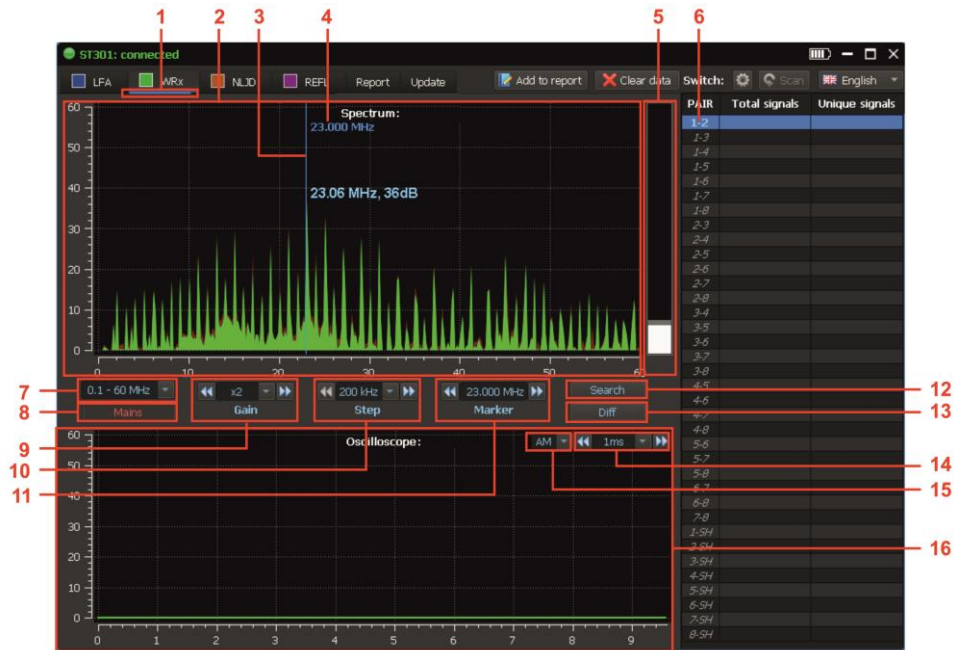 1 2 3 4 5 6
ST301: connected
LFA WRx NLJD REFL Report Update Add to report Clear data Switch: Scan English
PAIR Total signals Unique signals
Spectrum:
23.000 MHz
23.06 MHz, 36dB
60
50
40
30
20
10
0
0 10 20 30 40 50 60
7 0.1 - 60 MHz x2 200 kHz 23.000 MHz Search 12
8 Mains Gain Step Marker Diff 13
9
10
11
Oscilloscope: AM 1ms
14
15
16
60
50
40
30
20
10
0
0 1 2 3 4 5 6 7 8 9
1-2
1-3
1-4
1-5
1-6
1-7
1-8
2-3
2-4
2-5
2-6
2-7
2-8
3-4
3-5
3-6
3-7
3-8
4-5
4-6
4-7
4-8
5-6
5-7
5-8
6-7
6-8
7-8
1-SH
2-SH
3-SH
4-SH
5-SH
6-SH
7-SH
8-SH